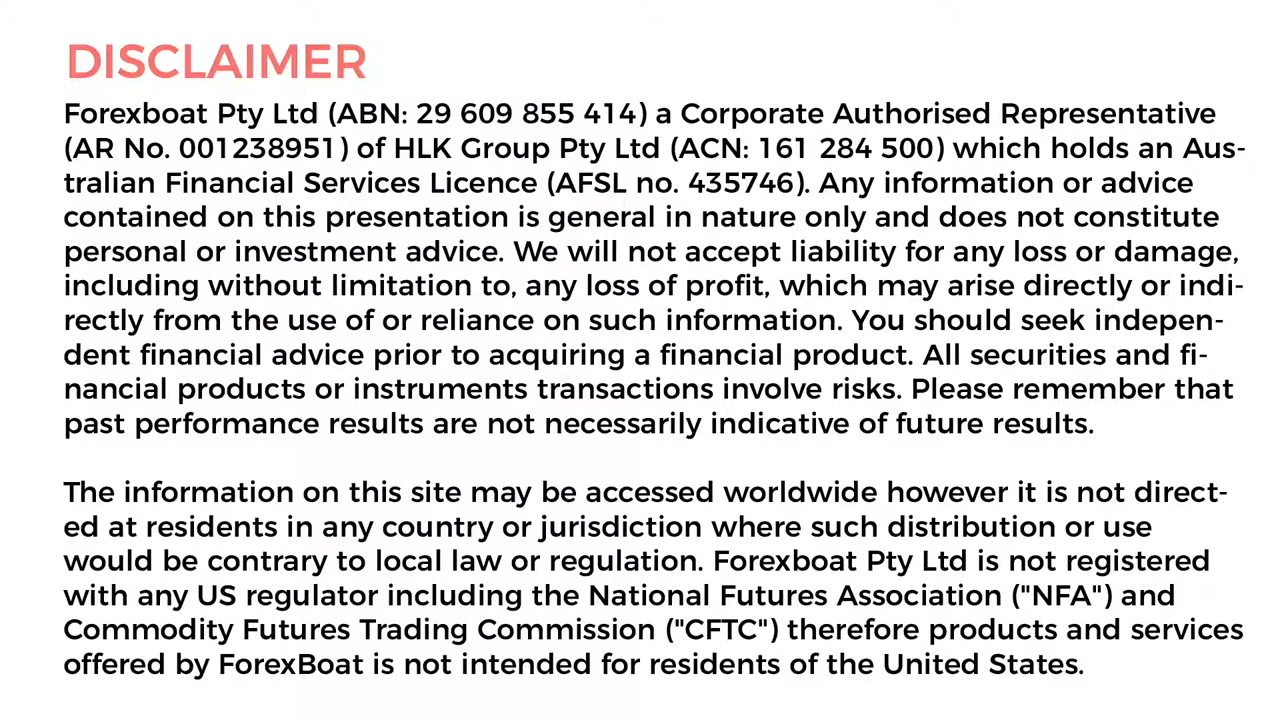 DISCLAIMER
Forexboat Pty Ltd (ABN: 29 609 855 414) a Corporate Authorised Representative
(AR No. 001238951) of HLK Group Pty Ltd (ACN: 161 284 500) which holds an Aus-
tralian Financial Services Licence (AFSL no. 435746). Any information or advice
contained on this presentation is general in nature only and does not constitute
personal or investment advice. We will not accept liability for any loss or damage,
including without limitation to, any loss of profit, which may arise directly or indi-
rectly from the use of or reliance on such information. You should seek indepen-
dent financial advice prior to acquiring a financial product. All securities and fi-
nancial products or instruments transactions involve risks. Please remember that
past performance results are not necessarily indicative of future results.
The information on this site may be accessed worldwide however it is not direct-
ed at residents in any country or jurisdiction where such distribution or use
would be contrary to local law or regulation. Forexboat Pty Ltd is not registered
with any US regulator including the National Futures Association ("NFA") and
Commodity Futures Trading Commission ("CFTC") therefore products and services
offered by ForexBoat is not intended for residents of the United States.